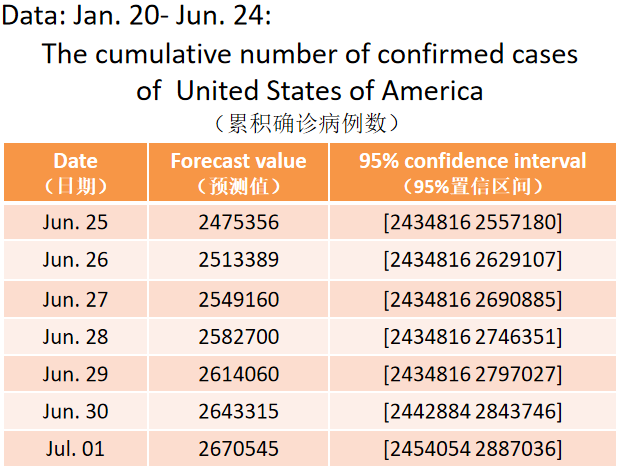 Data: Jan. 20- Jun. 24:
The cumulative number of confirmed cases
of United States of America
（累积确诊病例数）
Date Forecast value 95% confidence interval
（日期） （预测值） （95%置信区间）
Jun. 25 2475356 [2434816 2557180]
Jun. 26 2513389 [2434816 2629107]
Jun. 27 2549160 [2434816 2690885]
Jun. 28 2582700 [2434816 2746351]
Jun. 29 2614060 [2434816 2797027]
Jun. 30 2643315 [2442884 2843746]
Jul. 01 2670545 [2454054 2887036]